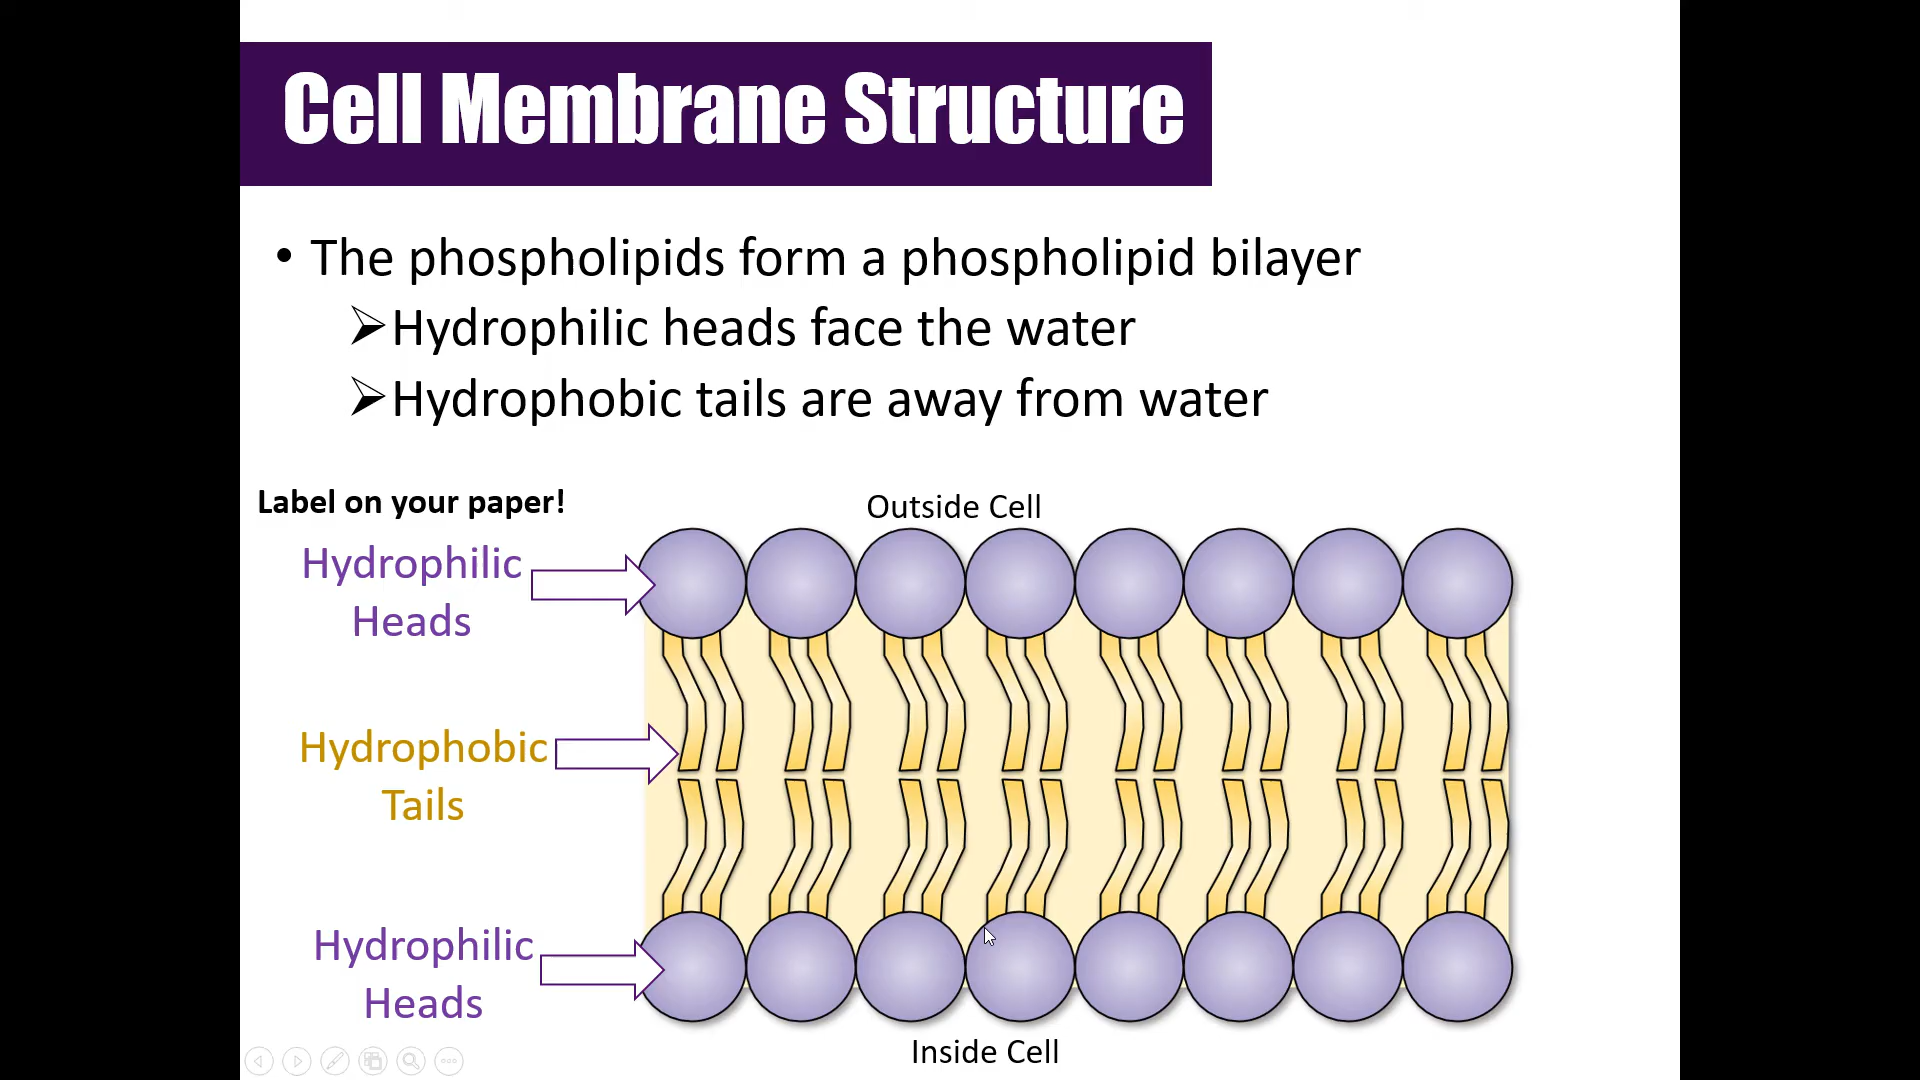 Cell Membrane Structure
• The phospholipids form a phospholipid bilayer
➢Hydrophilic heads face the water
➢Hydrophobic tails are away from water
Label on your paper!
Outside Cell
Hydrophilic
Heads
Hydrophobic
Tails
Hydrophilic
Heads
Inside Cell